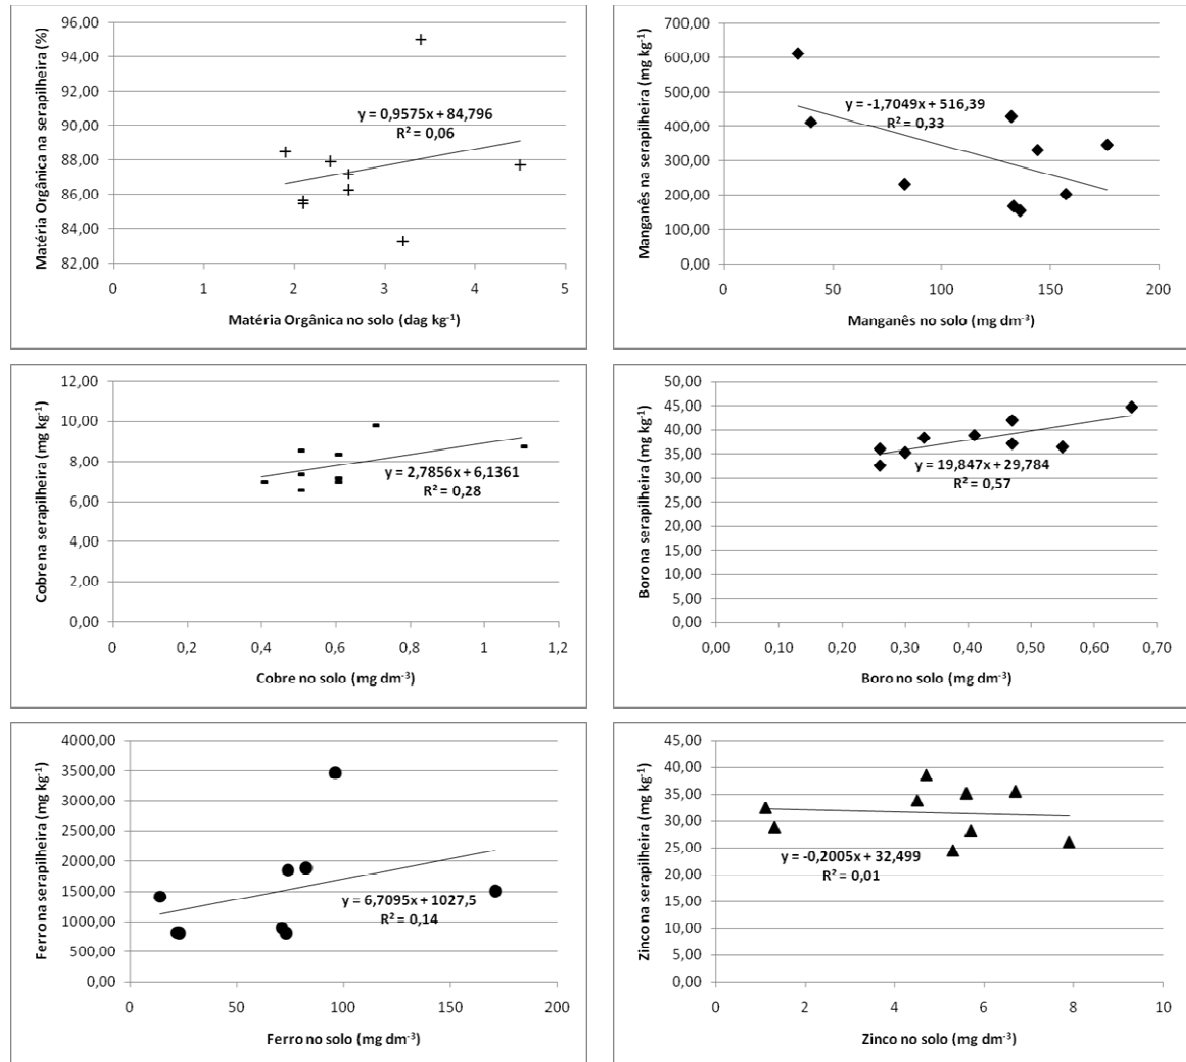 96,00
94,00
92,00
90,00
88,00
86,00
84,00
82,00
Matéria Orgânica na serapilheira (%)
y = 0,9575x + 84,796
R² = 0,06
0 1 2 3 4 5
Matéria Orgânica no solo (dag kg⁻¹)
700,00
600,00
500,00
400,00
300,00
200,00
100,00
0,00
Manganês na serapilheira (mg kg⁻¹)
y = -1,7049x + 516,39
R² = 0,33
0 50 100 150 200
Manganês no solo (mg dm⁻³)
12,00
10,00
8,00
6,00
4,00
2,00
0,00
Cobre na serapilheira (mg kg⁻¹)
y = 2,7856x + 6,1361
R² = 0,28
0 0,2 0,4 0,6 0,8 1 1,2
Cobre no solo (mg dm⁻³)
50,00
45,00
40,00
35,00
30,00
25,00
20,00
15,00
10,00
5,00
0,00
Boro na serapilheira (mg kg⁻¹)
y = 19,847x + 29,784
R² = 0,57
0,00 0,10 0,20 0,30 0,40 0,50 0,60 0,70
Boro no solo (mg dm⁻³)
4000,00
3500,00
3000,00
2500,00
2000,00
1500,00
1000,00
500,00
0,00
Ferro na serapilheira (mg kg⁻¹)
y = 6,7095x + 1027,5
R² = 0,14
0 50 100 150 200
Ferro no solo (mg dm⁻³)
45,00
40,00
35,00
30,00
25,00
20,00
15,00
10,00
5,00
0,00
Zinco na serapilheira (mg kg⁻¹)
y = -0,2005x + 32,499
R² = 0,01
0 2 4 6 8 10
Zinco no solo (mg dm⁻³)